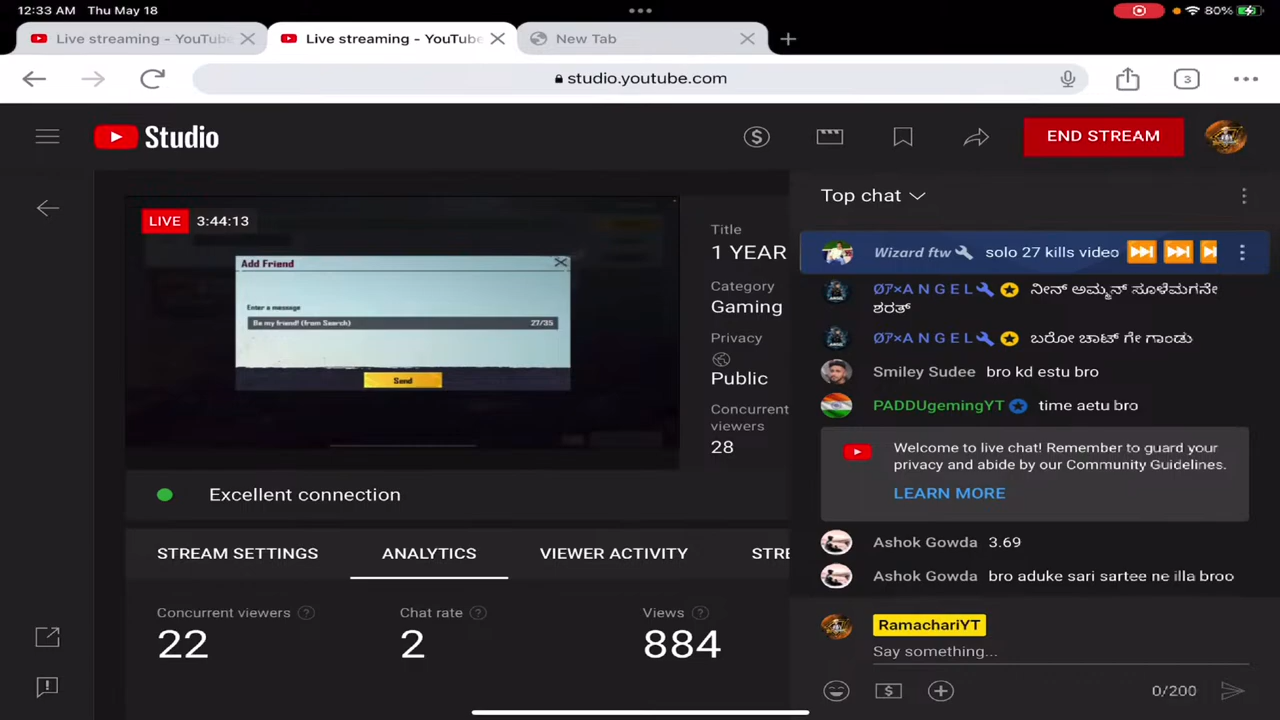 12:33 AM Thu May 18
80%
Live streaming - YouTube
Live streaming - YouTube
New Tab
studio.youtube.com
3
Studio
END STREAM
LIVE 3:44:13
Add Friend
Enter a message
Be my friend! (from Search) 27/35
Send
Title
1 YEAR
Category
Gaming
Privacy
Public
Concurrent
viewers
28
Excellent connection
STREAM SETTINGS ANALYTICS VIEWER ACTIVITY STRE
Concurrent viewers
22
Chat rate
2
Views
884
Top chat
Wizard ftw solo 27 kills video
Ø7×A N G E L ನೀನ್ ಅಮ್ಮನ್ ಸೂಳೆಮಗನೇ
ಶರತ್
Ø7×A N G E L ಬರೋ ಚಾಟ್ ಗೇ ಗಾಂಡು
Smiley Sudee bro kd estu bro
PADDUgemingYT time aetu bro
Welcome to live chat! Remember to guard your
privacy and abide by our Community Guidelines.
LEARN MORE
Ashok Gowda 3.69
Ashok Gowda bro aduke sari sartee ne illa broo
RamachariYT
Say something...
0/200